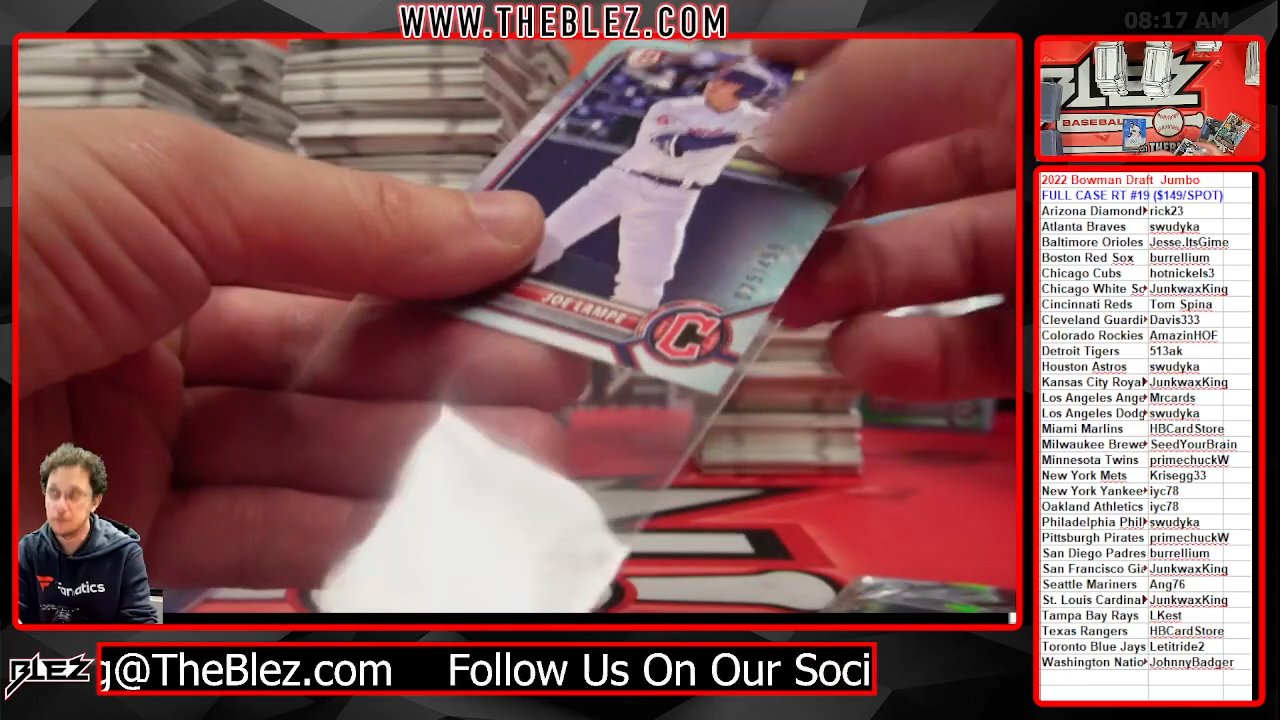 WWW.THEBLEZ.COM
08:17 AM
JOE LAMPE
C
075/499
Fanatics
BLEZ
BASEBALL
2022 Bowman Draft Jumbo
FULL CASE RT #19 ($149/SPOT)
Arizona Diamond rick23
Atlanta Braves swudyka
Baltimore Orioles Jesse.ItsGime
Boston Red Sox burrellium
Chicago Cubs hotnickels3
Chicago White So JunkwaxKing
Cincinnati Reds Tom Spina
Cleveland Guardi Davis333
Colorado Rockies AmazinHOF
Detroit Tigers 513ak
Houston Astros swudyka
Kansas City Roya JunkwaxKing
Los Angeles Ange Mrcards
Los Angeles Dodg swudyka
Miami Marlins HBCardStore
Milwaukee Brewe SeedYourBrain
Minnesota Twins primechuckW
New York Mets Krisegg33
New York Yankee iyc78
Oakland Athletics iyc78
Philadelphia Phil swudyka
Pittsburgh Pirates primechuckW
San Diego Padres burrellium
San Francisco Gia JunkwaxKing
Seattle Mariners Ang76
St. Louis Cardina JunkwaxKing
Tampa Bay Rays LKest
Texas Rangers HBCardStore
Toronto Blue Jays Letitride2
Washington Natio JohnnyBadger
BLEZ
g@TheBlez.com Follow Us On Our Soci